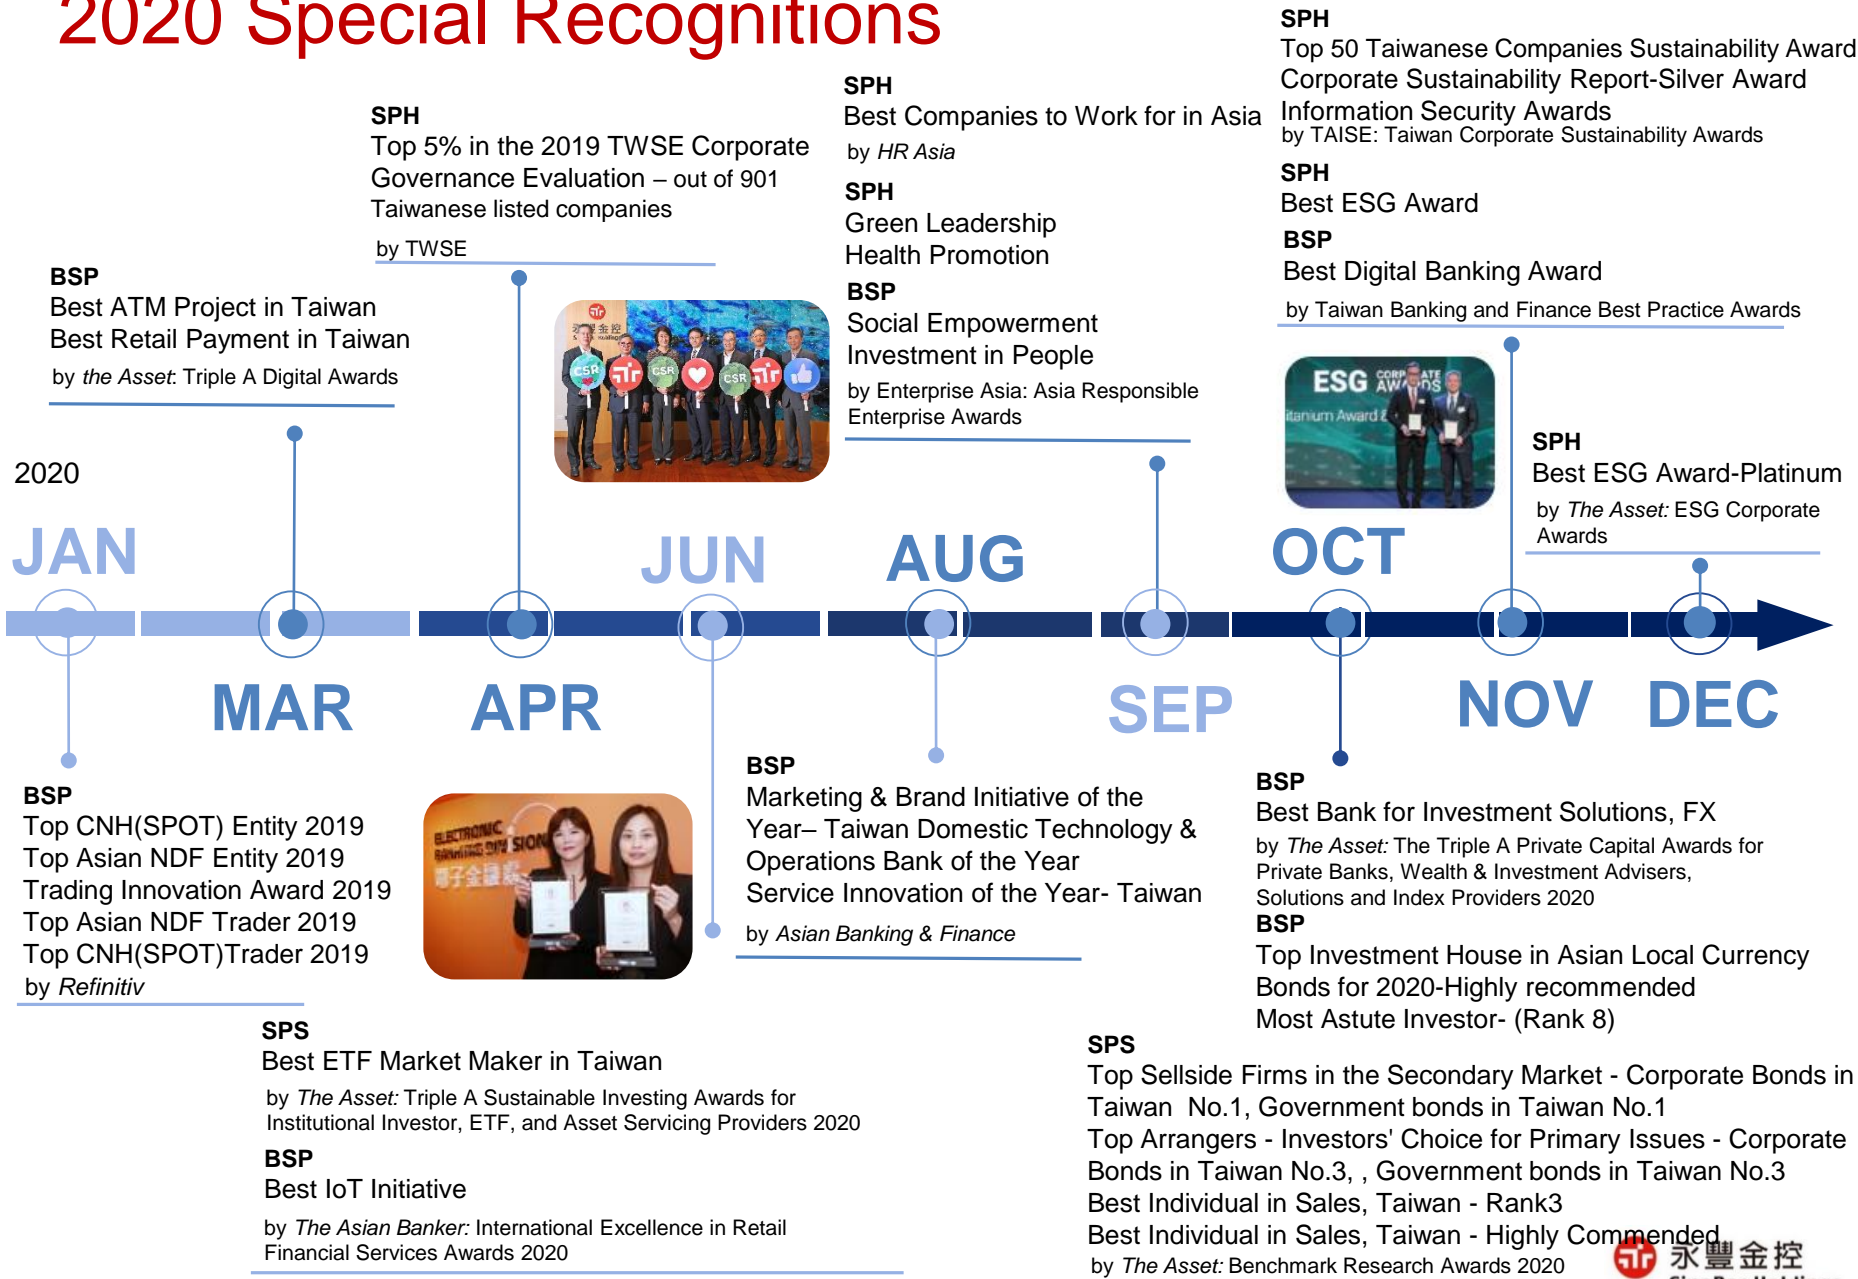 2020 Special Recognitions
SPH
Top 5% in the 2019 TWSE Corporate
Governance Evaluation – out of 901
Taiwanese listed companies
by TWSE
SPH
Best Companies to Work for in Asia
by HR Asia
SPH
Green Leadership
Health Promotion
BSP
Social Empowerment
Investment in People
by Enterprise Asia: Asia Responsible
Enterprise Awards
SPH
Top 50 Taiwanese Companies Sustainability Award
Corporate Sustainability Report-Silver Award
Information Security Awards
by TAISE: Taiwan Corporate Sustainability Awards
SPH
Best ESG Award
BSP
Best Digital Banking Award
by Taiwan Banking and Finance Best Practice Awards
BSP
Best ATM Project in Taiwan
Best Retail Payment in Taiwan
by the Asset: Triple A Digital Awards
CSR
CSR
CSR
ESG CORPORATE
AWARDS
SPH
Best ESG Award-Platinum
by The Asset: ESG Corporate
Awards
2020
JAN
JUN
AUG
OCT
MAR
APR
SEP
NOV
DEC
BSP
Top CNH(SPOT) Entity 2019
Top Asian NDF Entity 2019
Trading Innovation Award 2019
Top Asian NDF Trader 2019
Top CNH(SPOT)Trader 2019
by Refinitiv
ELECTRONIC
BANKING DIVISION
BSP
Marketing & Brand Initiative of the
Year– Taiwan Domestic Technology &
Operations Bank of the Year
Service Innovation of the Year- Taiwan
by Asian Banking & Finance
BSP
Best Bank for Investment Solutions, FX
by The Asset: The Triple A Private Capital Awards for
Private Banks, Wealth & Investment Advisers,
Solutions and Index Providers 2020
BSP
Top Investment House in Asian Local Currency
Bonds for 2020-Highly recommended
Most Astute Investor- (Rank 8)
SPS
Best ETF Market Maker in Taiwan
by The Asset: Triple A Sustainable Investing Awards for
Institutional Investor, ETF, and Asset Servicing Providers 2020
BSP
Best IoT Initiative
by The Asian Banker: International Excellence in Retail
Financial Services Awards 2020
SPS
Top Sellside Firms in the Secondary Market - Corporate Bonds in
Taiwan  No.1, Government bonds in Taiwan No.1
Top Arrangers - Investors' Choice for Primary Issues - Corporate
Bonds in Taiwan No.3, , Government bonds in Taiwan No.3
Best Individual in Sales, Taiwan - Rank3
Best Individual in Sales, Taiwan - Highly Commended
by The Asset: Benchmark Research Awards 2020
永豐金控